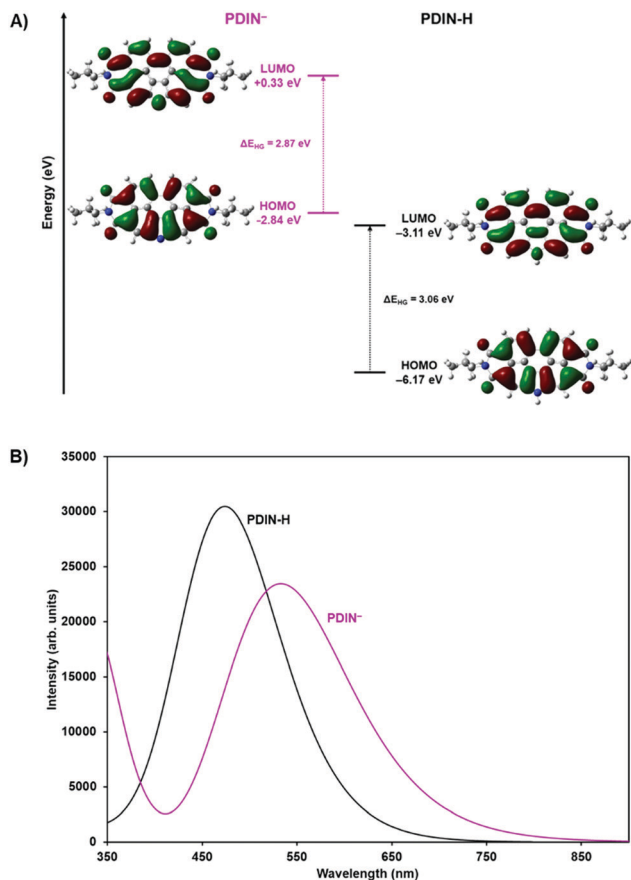 A)
PDIN⁻
PDIN-H
Energy (eV)
LUMO
+0.33 eV
ΔE_HG = 2.87 eV
HOMO
-2.84 eV
LUMO
–3.11 eV
ΔE_HG = 3.06 eV
HOMO
–6.17 eV
B)
35000
30000
25000
20000
15000
10000
5000
0
Intensity (arb. units)
PDIN-H
PDIN⁻
350
450
550
650
750
850
Wavelength (nm)